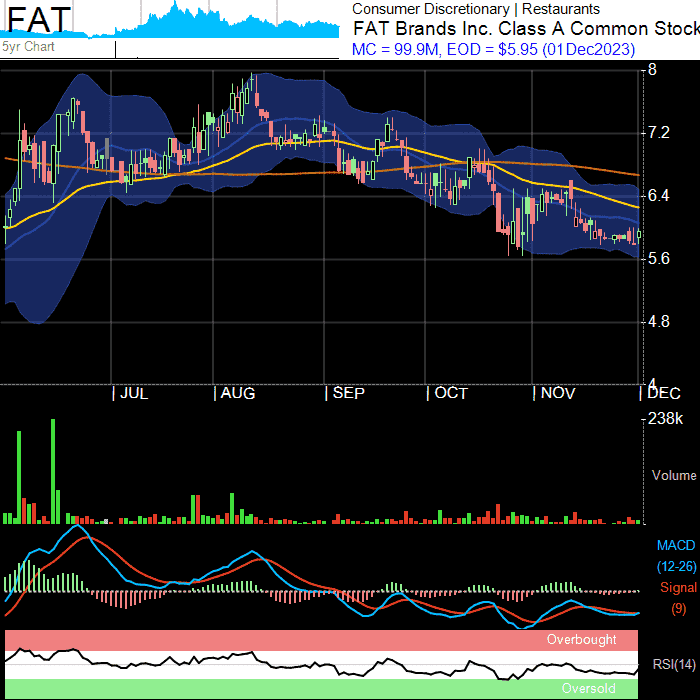 FAT
5yr Chart
Consumer Discretionary | Restaurants
FAT Brands Inc. Class A Common Stock
MC = 99.9M, EOD = $5.95 (01Dec2023)
8
7.2
6.4
5.6
4.8
4
JUL
AUG
SEP
OCT
NOV
DEC
238k
Volume
MACD
(12-26)
Signal
(9)
Overbought
RSI(14)
Oversold